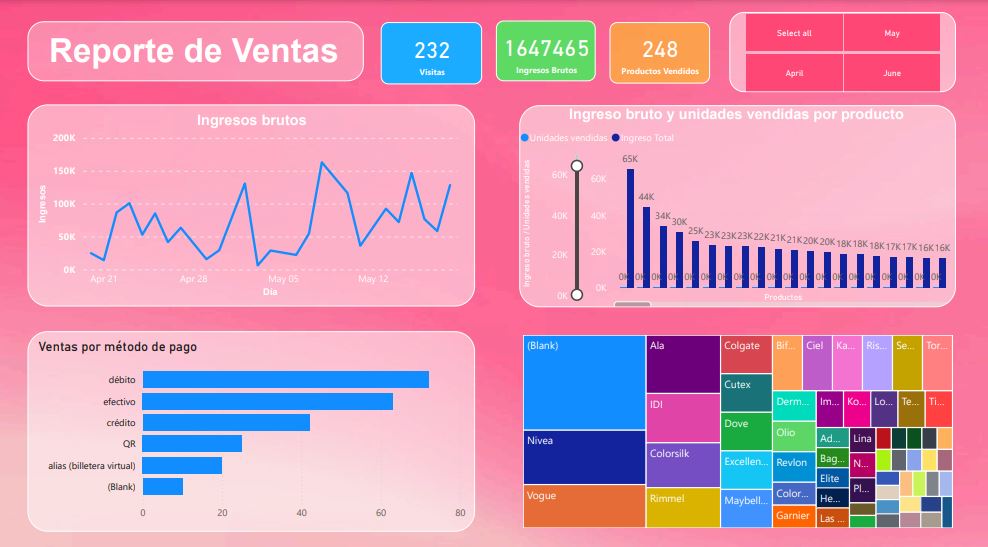 Reporte de Ventas
232
Visitas
1647465
Ingresos Brutos
248
Productos Vendidos
Select all
May
April
June
Ingresos brutos
200K
150K
100K
50K
0K
Ingresos
Apr 21
Apr 28
May 05
May 12
Día
Ingreso bruto y unidades vendidas por producto
Unidades vendidas
Ingreso Total
Ingreso bruto / Unidades vendidas
60K
40K
20K
0K
60K
40K
20K
0K
65K
44K
34K
30K
25K
23K
23K
23K
22K
21K
21K
20K
20K
18K
18K
18K
17K
17K
16K
16K
0K 0K 0K 0K 0K 0K 0K 0K 0K 0K 0K 0K 0K 0K 0K 0K 0K 0K 0K 0K
Productos
Ventas por método de pago
débito
efectivo
crédito
QR
alias (billetera virtual)
(Blank)
0
20
40
60
80
(Blank)
Nivea
Vogue
Ala
IDI
Colorsilk
Rimmel
Colgate
Cutex
Dove
Excellen...
Maybell...
Bif...
Ciel
Ka...
Ris...
Se...
Tor...
Derm...
Im...
Ko...
Lo...
Te...
Ti...
Olio
Revlon
Color...
Garnier
Ad...
Bag...
Elite
He...
Las ...
Lina
N...
Pl...